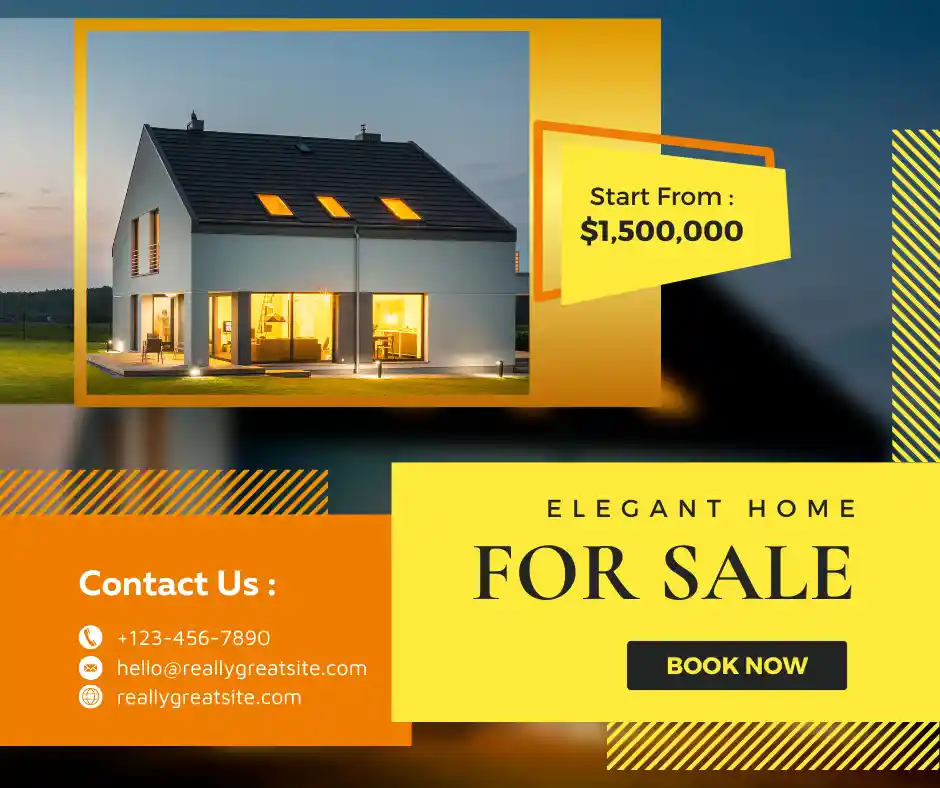 Start From :
$1,500,000
ELEGANT HOME
FOR SALE
BOOK NOW
Contact Us :
+123-456-7890
hello@reallygreatsite.com
reallygreatsite.com